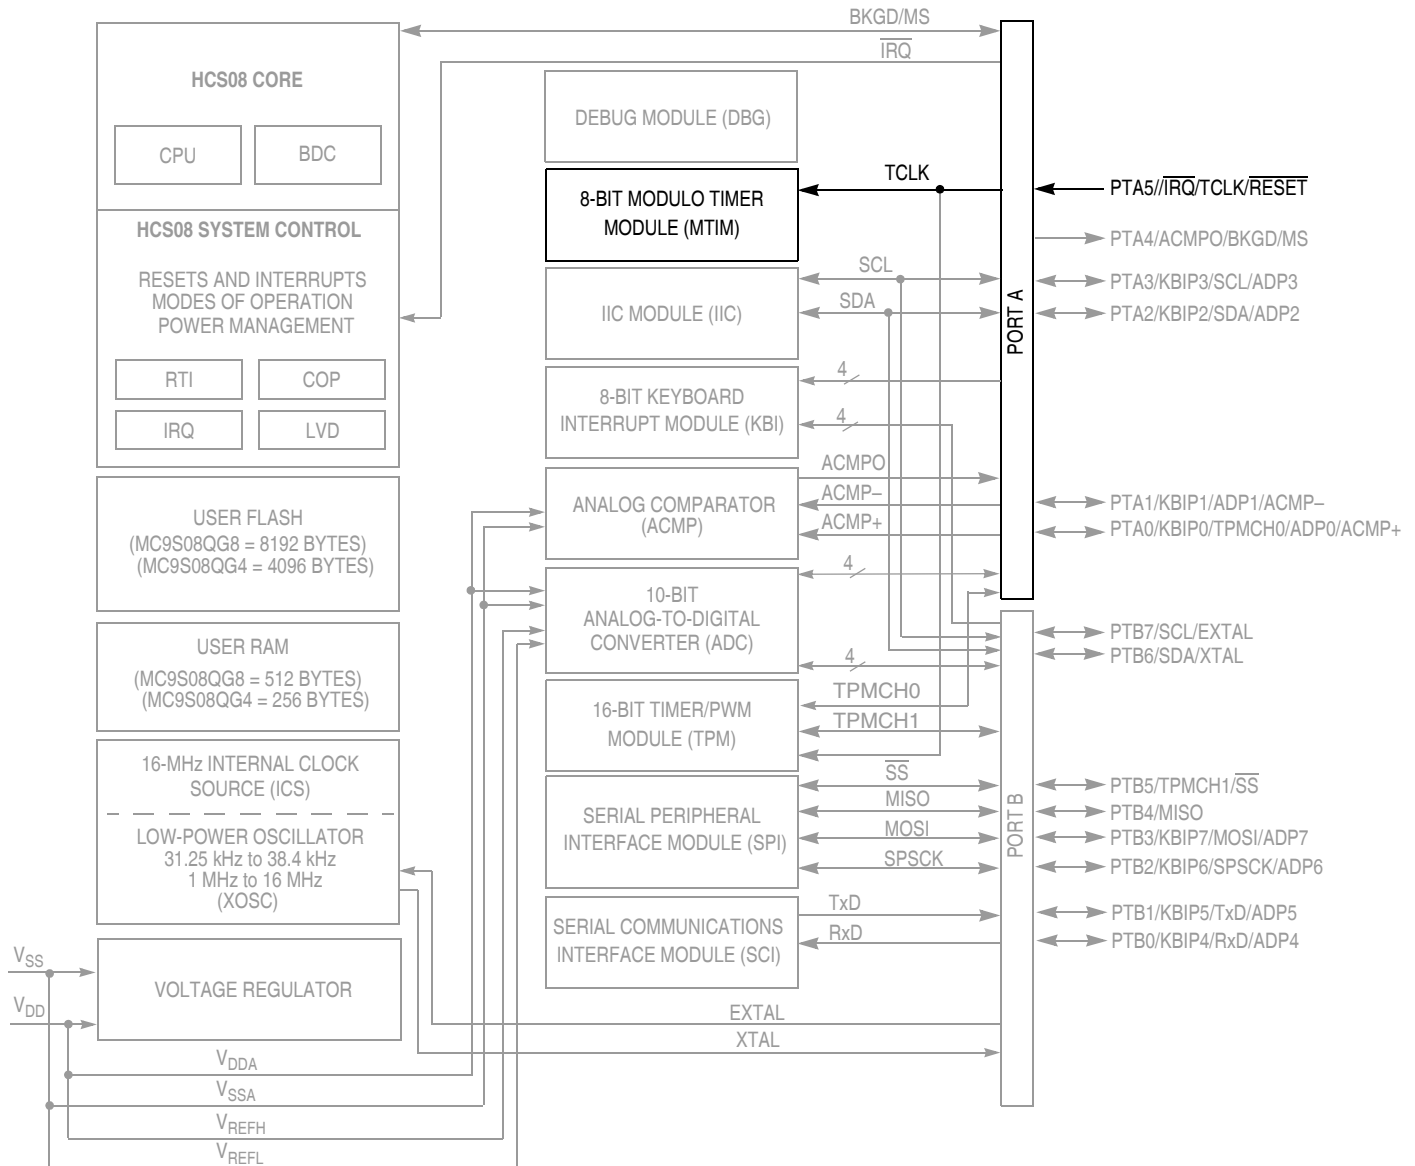 BKGD/MS
IRQ
HCS08 CORE
CPU
BDC
HCS08 SYSTEM CONTROL
RESETS AND INTERRUPTS
MODES OF OPERATION
POWER MANAGEMENT
RTI
COP
IRQ
LVD
USER FLASH
(MC9S08QG8 = 8192 BYTES)
(MC9S08QG4 = 4096 BYTES)
USER RAM
(MC9S08QG8 = 512 BYTES)
(MC9S08QG4 = 256 BYTES)
16-MHz INTERNAL CLOCK
SOURCE (ICS)
LOW-POWER OSCILLATOR
31.25 kHz to 38.4 kHz
1 MHz to 16 MHz
(XOSC)
VSS
VDD
VOLTAGE REGULATOR
VDDA
VSSA
VREFH
VREFL
DEBUG MODULE (DBG)
8-BIT MODULO TIMER
MODULE (MTIM)
TCLK
IIC MODULE (IIC)
SCL
SDA
8-BIT KEYBOARD
INTERRUPT MODULE (KBI)
4
4
ANALOG COMPARATOR
(ACMP)
ACMPO
ACMP–
ACMP+
10-BIT
ANALOG-TO-DIGITAL
CONVERTER (ADC)
4
4
16-BIT TIMER/PWM
MODULE (TPM)
TPMCH0
TPMCH1
SERIAL PERIPHERAL
INTERFACE MODULE (SPI)
SS
MISO
MOSI
SPSCK
SERIAL COMMUNICATIONS
INTERFACE MODULE (SCI)
TxD
RxD
EXTAL
XTAL
PORT A
PORT B
PTA5//IRQ/TCLK/RESET
PTA4/ACMPO/BKGD/MS
PTA3/KBIP3/SCL/ADP3
PTA2/KBIP2/SDA/ADP2
PTA1/KBIP1/ADP1/ACMP–
PTA0/KBIP0/TPMCH0/ADP0/ACMP+
PTB7/SCL/EXTAL
PTB6/SDA/XTAL
PTB5/TPMCH1/SS
PTB4/MISO
PTB3/KBIP7/MOSI/ADP7
PTB2/KBIP6/SPSCK/ADP6
PTB1/KBIP5/TxD/ADP5
PTB0/KBIP4/RxD/ADP4